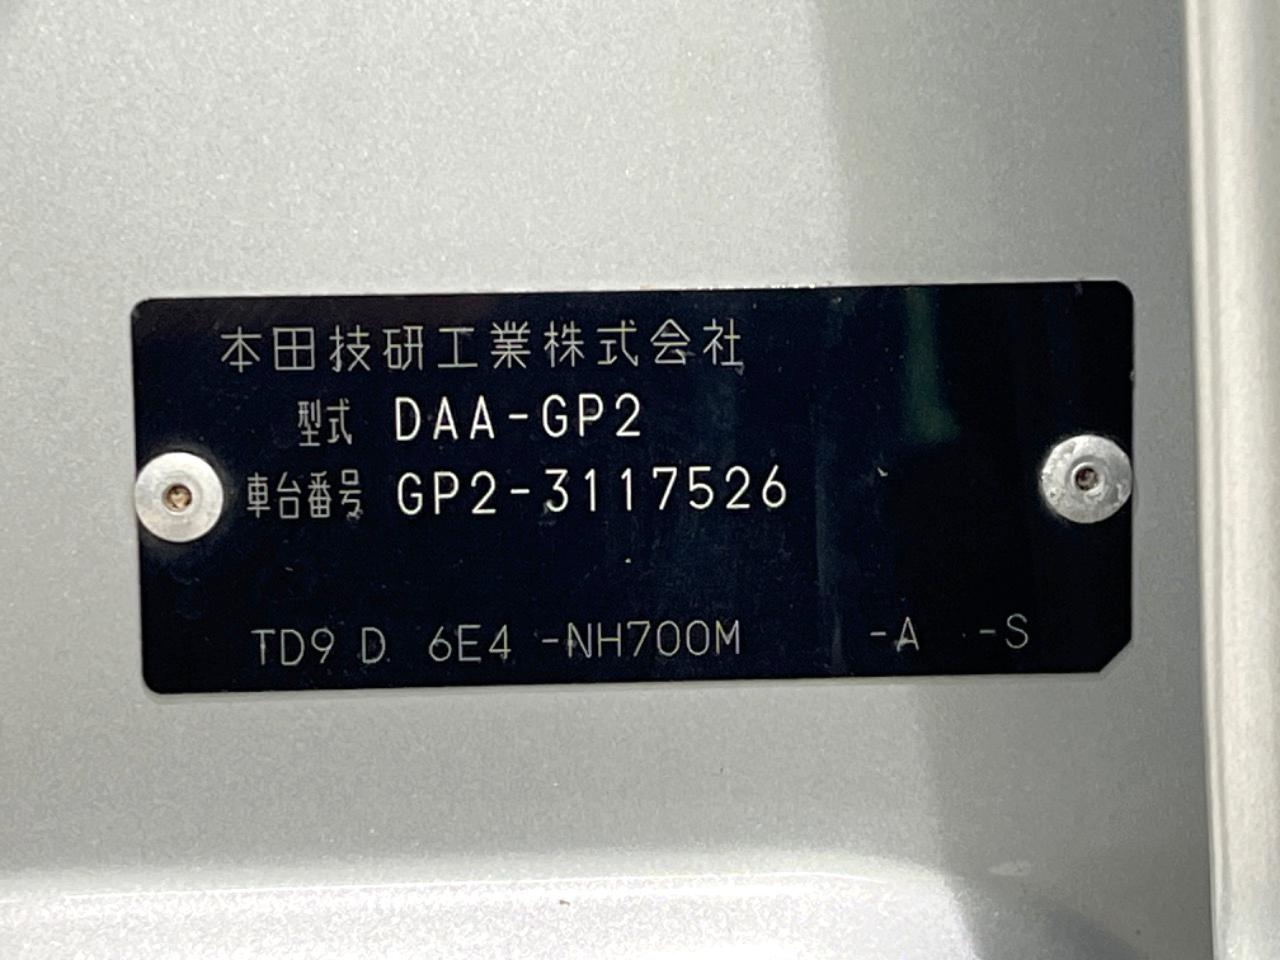 本田技研工業株式会社
型式 DAA-GP2
車台番号 GP2-3117526
TD9 D 6E4 -NH700M -A -S